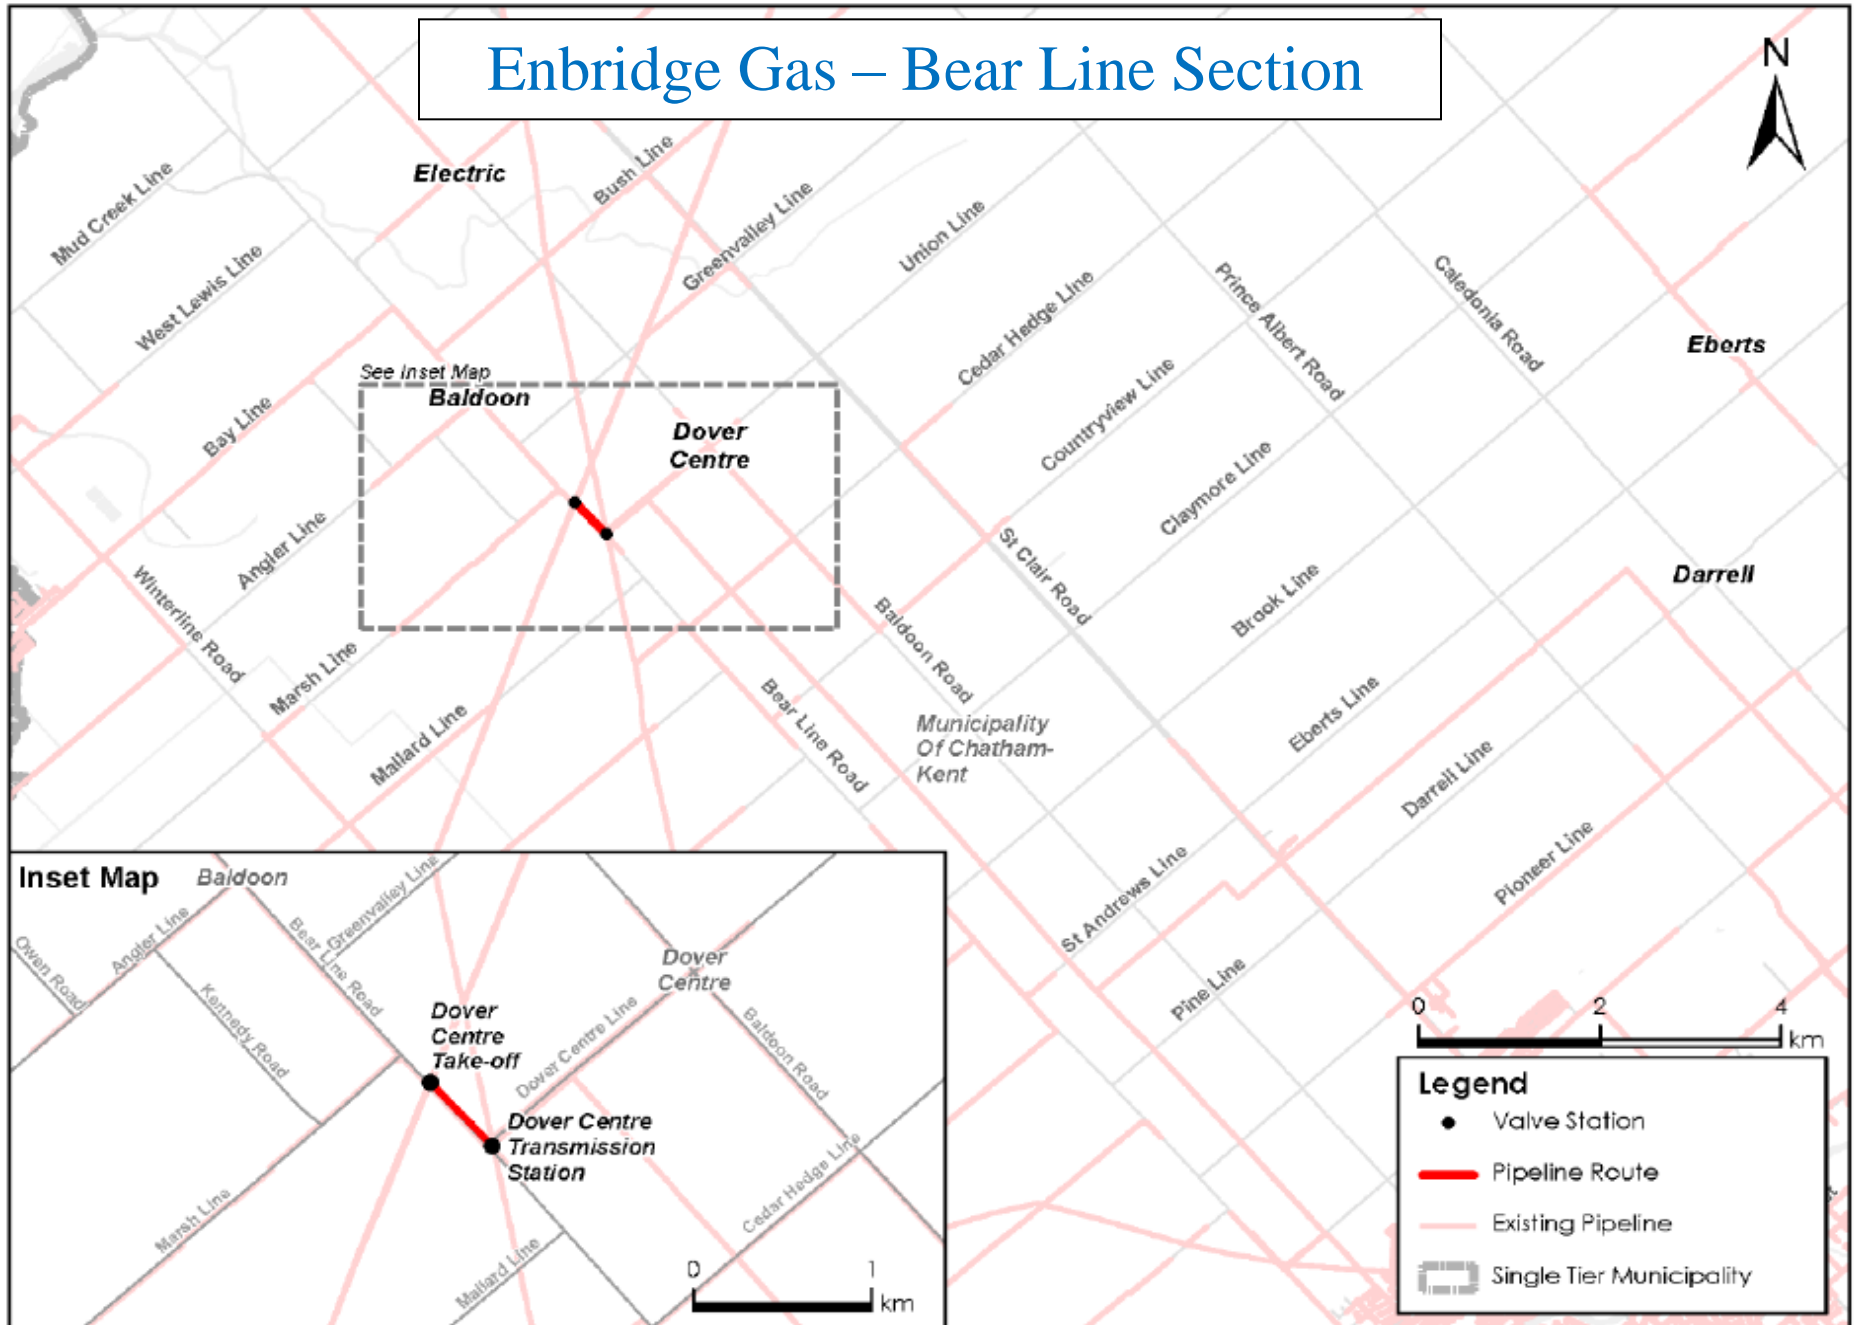 Enbridge Gas – Bear Line Section
N
Electric
Bush Line
Mud Creek Line
Greenvalley Line
Union Line
West Lewis Line
Cedar Hedge Line
Prince Albert Road
Caledonia Road
Eberts
See Inset Map
Baldoon
Bay Line
Dover
Centre
Countryview Line
Claymore Line
Angler Line
Winterline Road
St Clair Road
Darrell
Brook Line
Baldoon Road
Marsh Line
Mallard Line
Bear Line Road
Municipality
Of Chatham-
Kent
Eberts Line
Darrell Line
Pioneer Line
St Andrews Line
Pine Line
Inset Map
Baldoon
Greenvalley Line
Angler Line
Bear Line Road
Owen Road
Kennedy Road
Dover
Centre
Dover
Centre
Take-off
Dover Centre Line
Baldoon Road
Dover Centre
Transmission
Station
Cedar Hedge Line
Marsh Line
Mallard Line
0 1
km
0 2 4
km
Legend
Valve Station
Pipeline Route
Existing Pipeline
Single Tier Municipality